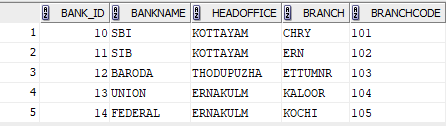 BANK_ID BANKNAME HEADOFFICE BRANCH BRANCHCODE
1 10 SBI KOTTAYAM CHRY 101
2 11 SIB KOTTAYAM ERN 102
3 12 BARODA THODUPUZHA ETTUMNR 103
4 13 UNION ERNAKULM KALOOR 104
5 14 FEDERAL ERNAKULM KOCHI 105